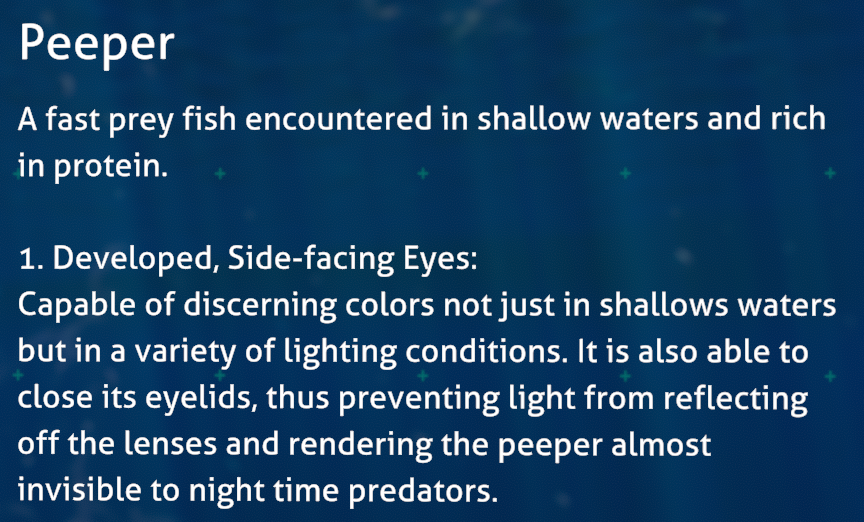 Peeper
A fast prey fish encountered in shallow waters and rich
in protein.
1. Developed, Side-facing Eyes:
Capable of discerning colors not just in shallows waters
but in a variety of lighting conditions. It is also able to
close its eyelids, thus preventing light from reflecting
off the lenses and rendering the peeper almost
invisible to night time predators.